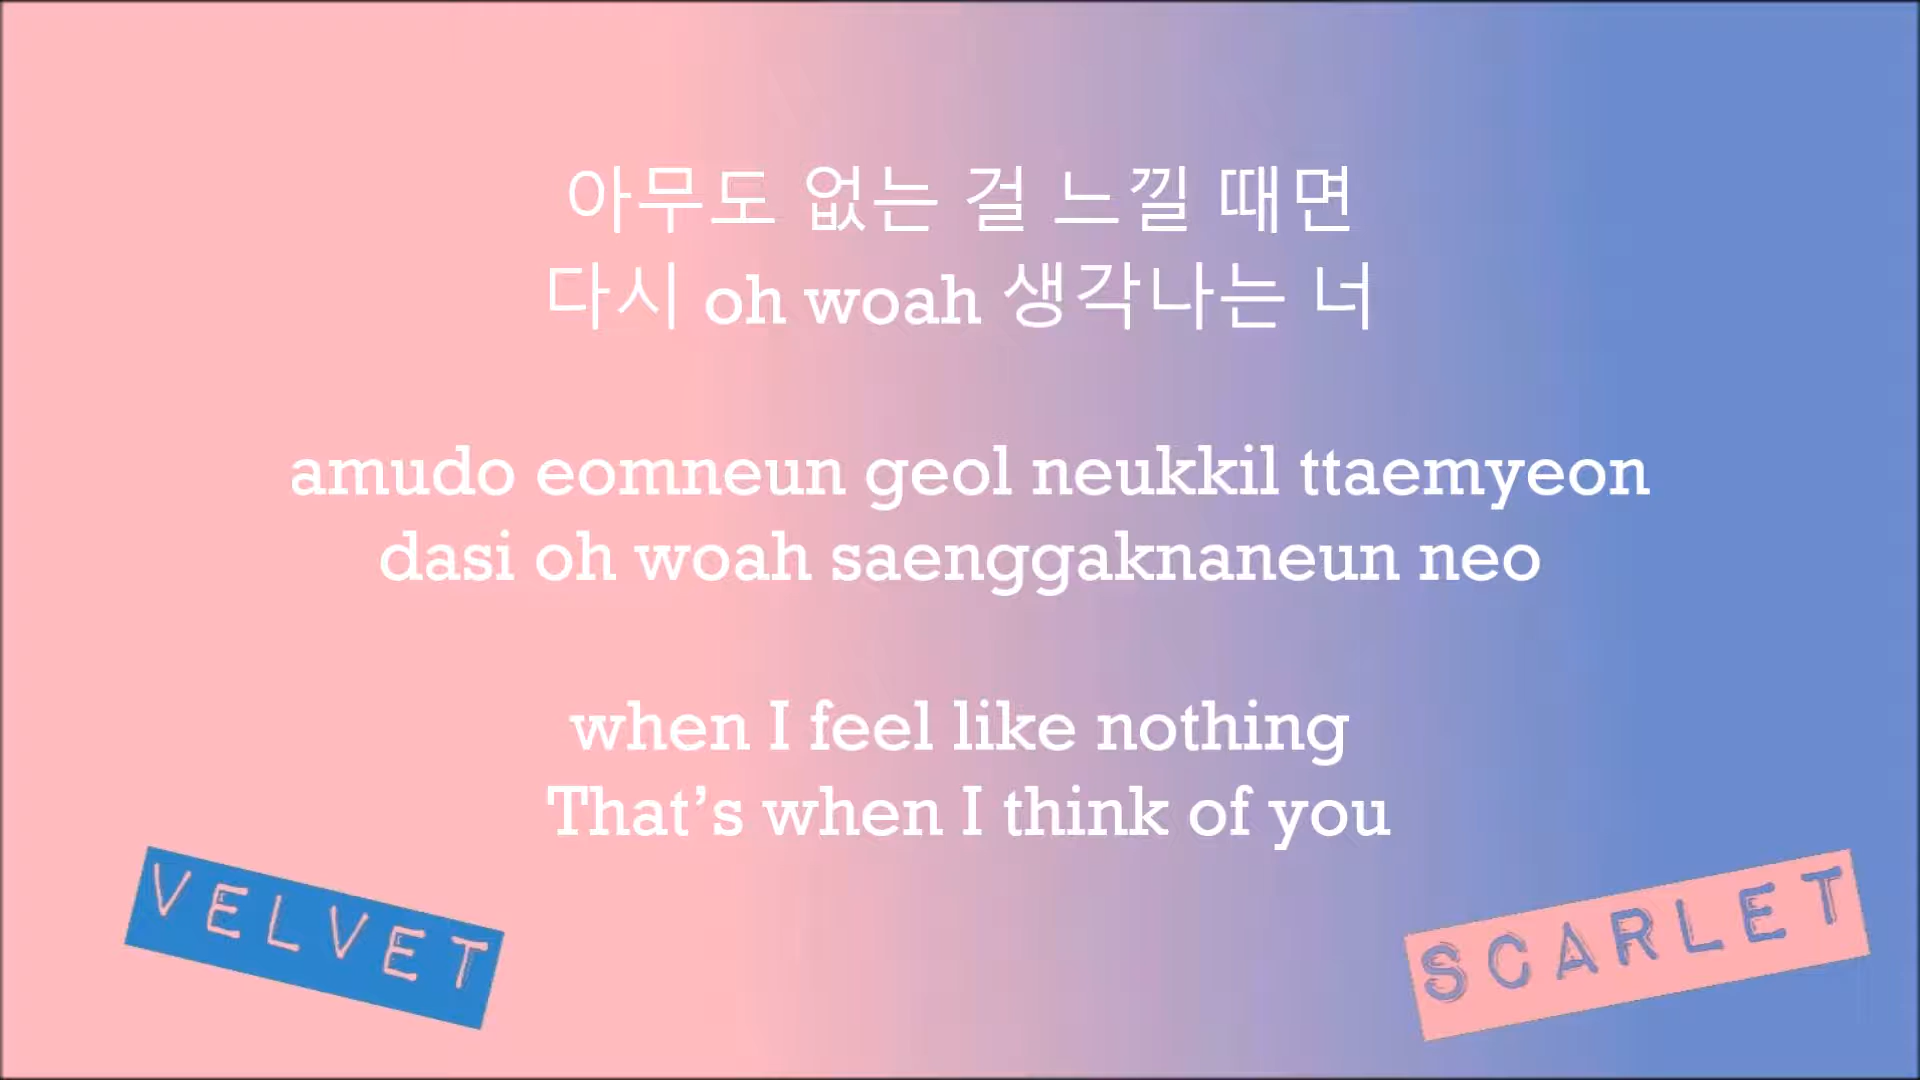 아무도 없는 걸 느낄 때면
다시 oh woah 생각나는 너
amudo eomneun geol neukkil ttaemyeon
dasi oh woah saenggaknaneun neo
when I feel like nothing
That’s when I think of you
VELVET
SCARLET